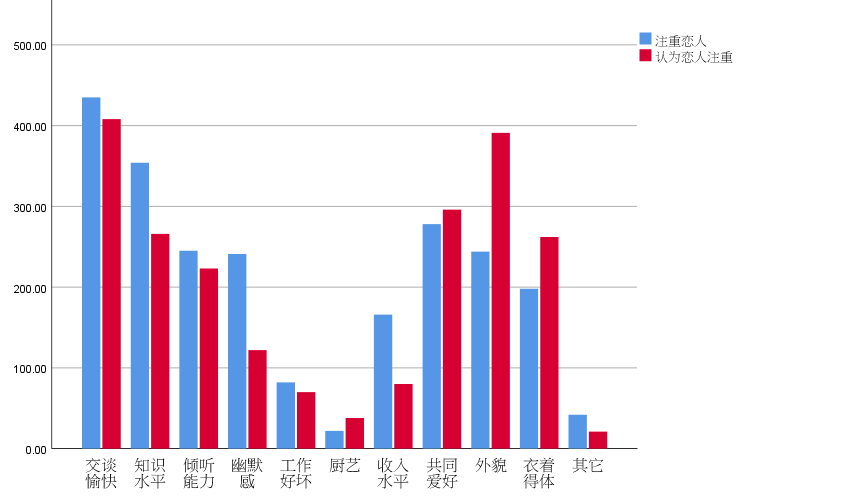 500.00
400.00
300.00
200.00
100.00
0.00
注重恋人
认为恋人注重
交谈
愉快
知识
水平
倾听
能力
幽默
感
工作
好坏
厨艺
收入
水平
共同
爱好
外貌
衣着
得体
其它